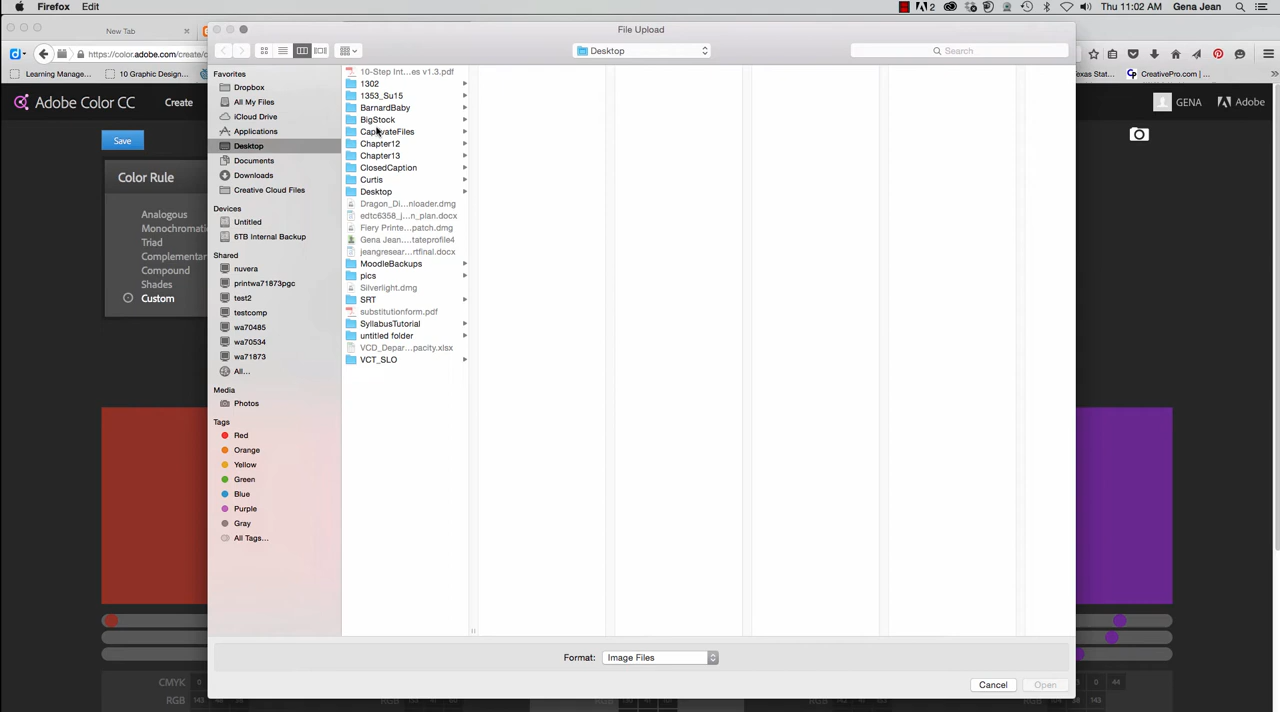 Firefox Edit
2 Thu 11:02 AM Gena Jean
File Upload
New Tab
https://color.adobe.com/create/c
Desktop
Search
Learning Manage...
10 Graphic Design...
exas Stat...
CreativePro.com | ...
Adobe Color CC
Create
GENA
Adobe
Save
Color Rule
Analogous
Monochromati
Triad
Complementar
Compound
Shades
Custom
Favorites
Dropbox
All My Files
iCloud Drive
Applications
Desktop
Documents
Downloads
Creative Cloud Files
Devices
Untitled
6TB Internal Backup
Shared
nuvera
printwa71873pgc
test2
testcomp
wa70485
wa70534
wa71873
All...
Media
Photos
Tags
Red
Orange
Yellow
Green
Blue
Purple
Gray
All Tags...
10-Step Int...es v1.3.pdf
1302
1353_Su15
BarnardBaby
BigStock
CaptivateFiles
Chapter12
Chapter13
ClosedCaption
Curtis
Desktop
Dragon_Di...nloader.dmg
edtc6358_j...n_plan.docx
Fiery Printe...patch.dmg
Gena Jean....tateprofile4
jeangresear...rtfinal.docx
MoodleBackups
pics
Silverlight.dmg
SRT
substitutionform.pdf
SyllabusTutorial
untitled folder
VCD_Depar...pacity.xlsx
VCT_SLO
Format: Image Files
Cancel Open
CMYK 0
0 44
RGB 143
143